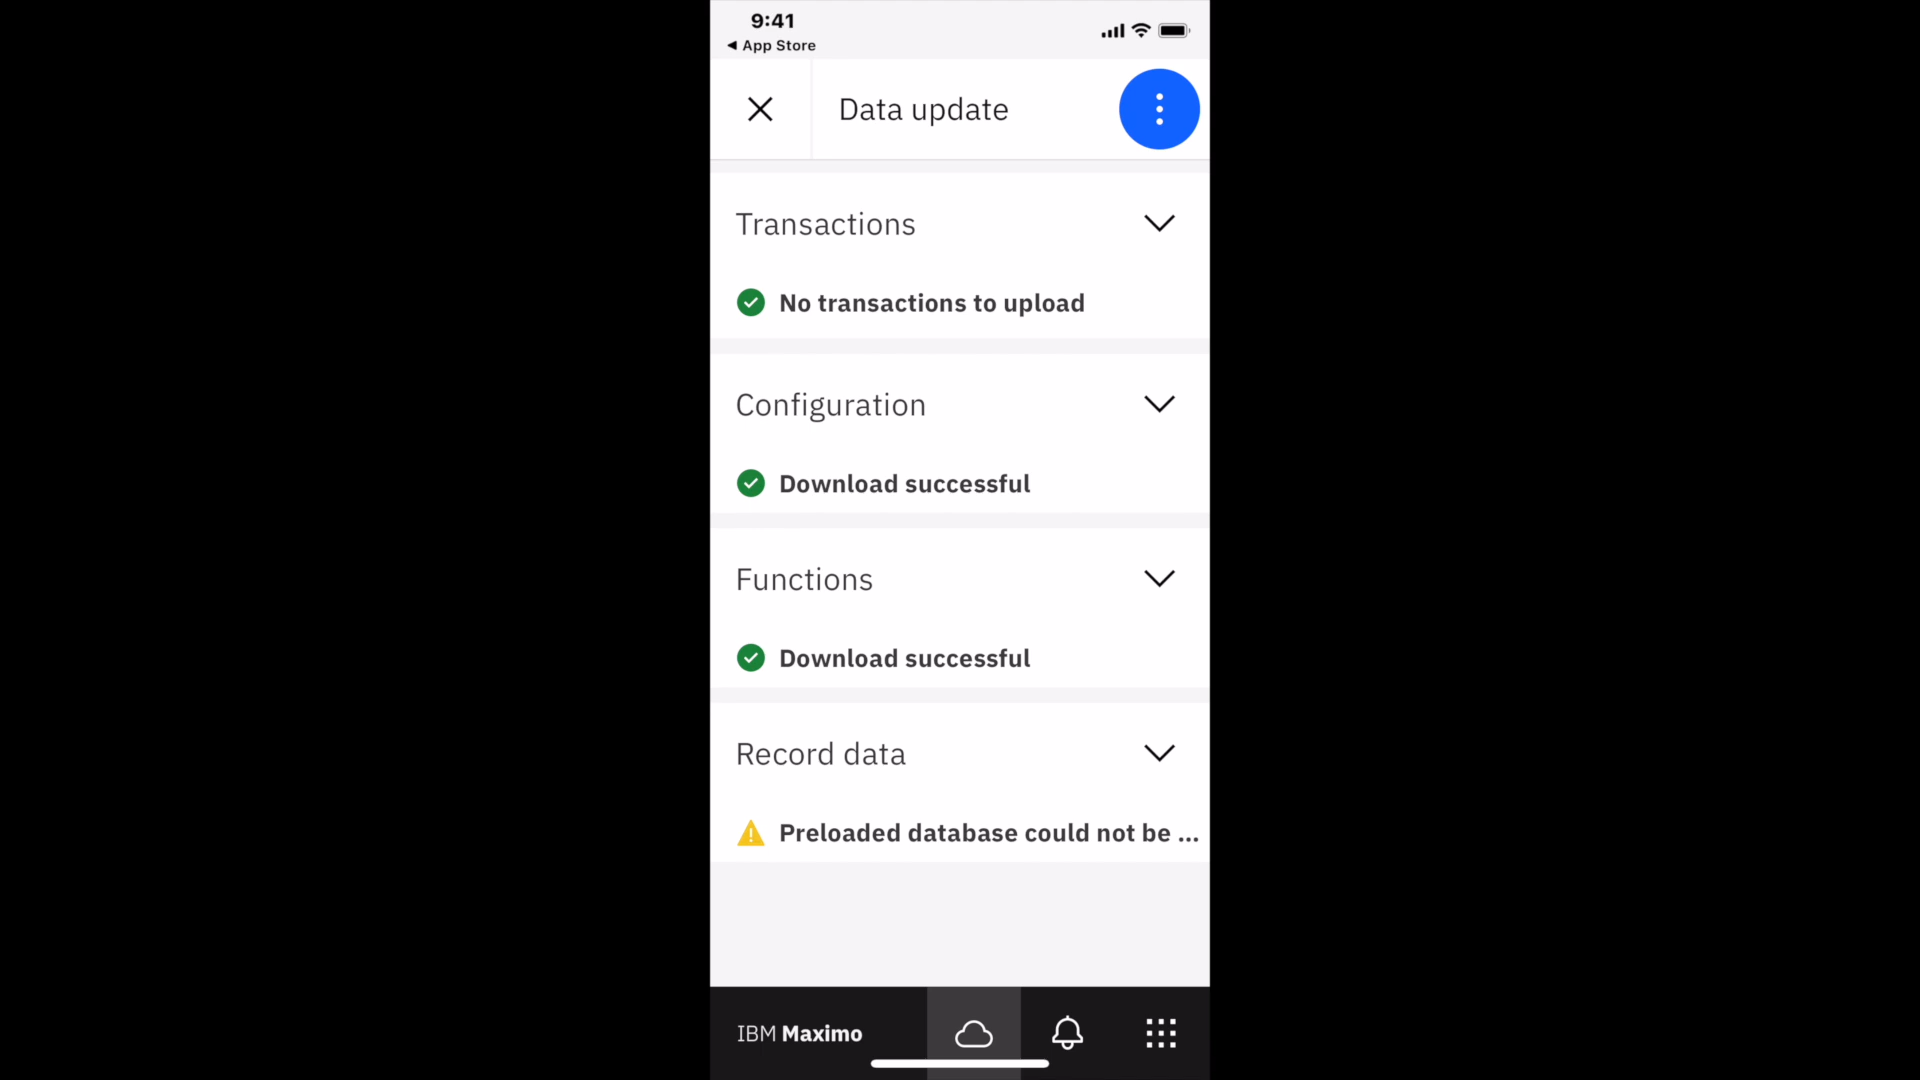 9:41
◀ App Store
Data update
Transactions
No transactions to upload
Configuration
Download successful
Functions
Download successful
Record data
Preloaded database could not be ...
IBM Maximo